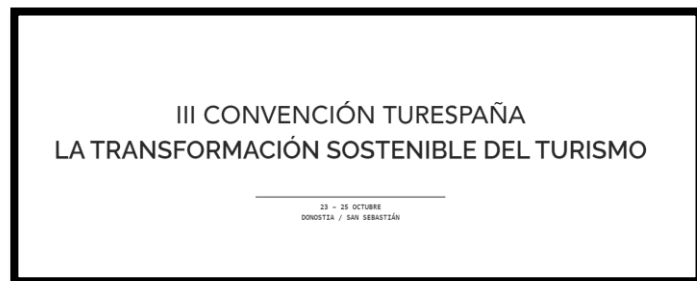 III CONVENCIÓN TURESPAÑA
LA TRANSFORMACIÓN SOSTENIBLE DEL TURISMO
23 – 25 OCTUBRE
DONOSTIA / SAN SEBASTIÁN